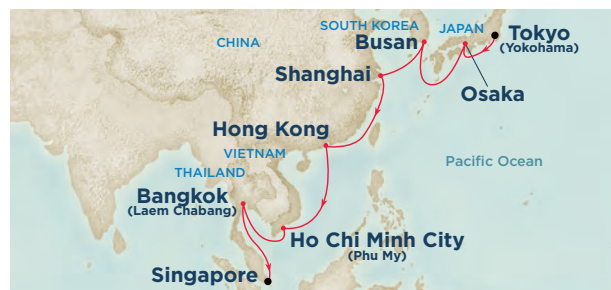 SOUTH KOREA
JAPAN
Tokyo
(Yokohama)
CHINA
Busan
Shanghai
Osaka
Hong Kong
VIETNAM
Pacific Ocean
THAILAND
Bangkok
(Laem Chabang)
Ho Chi Minh City
(Phu My)
Singapore